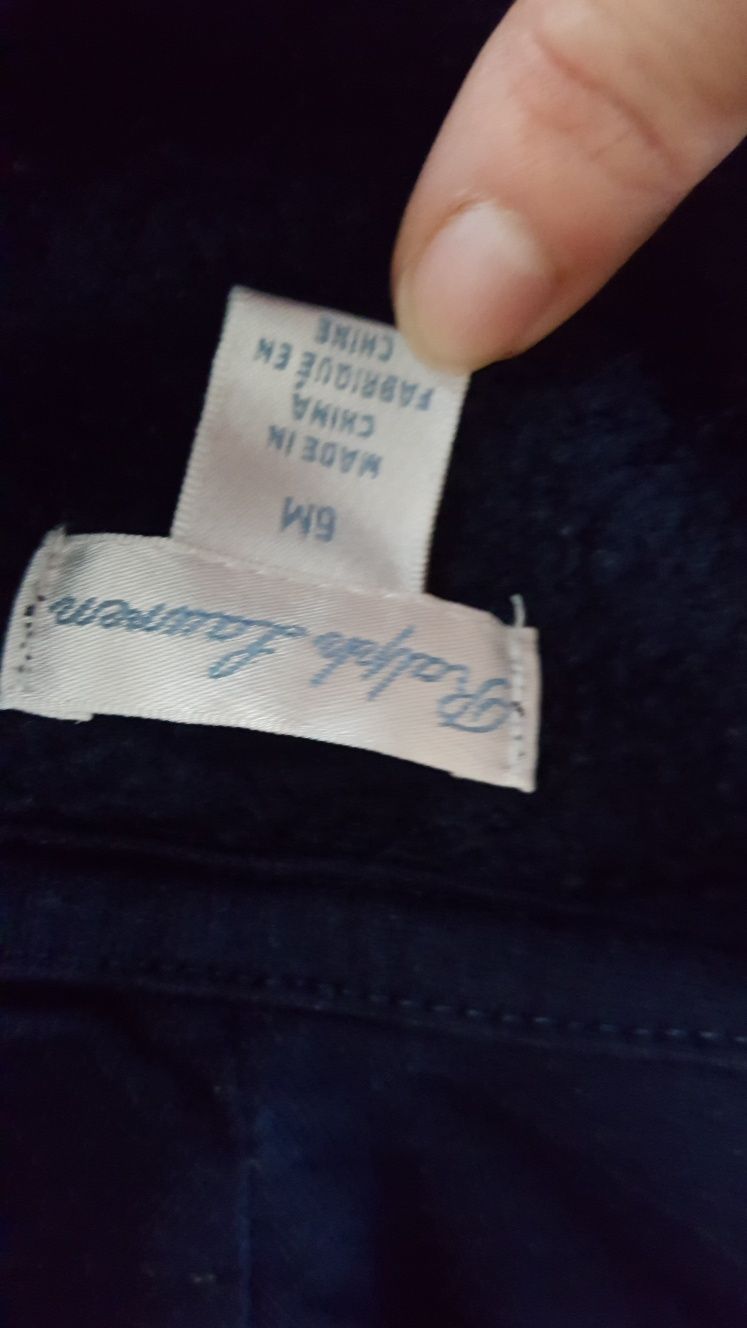 Ralph Lauren
6M
MADE IN
CHINA
FABRIQUÉ EN
CHINE